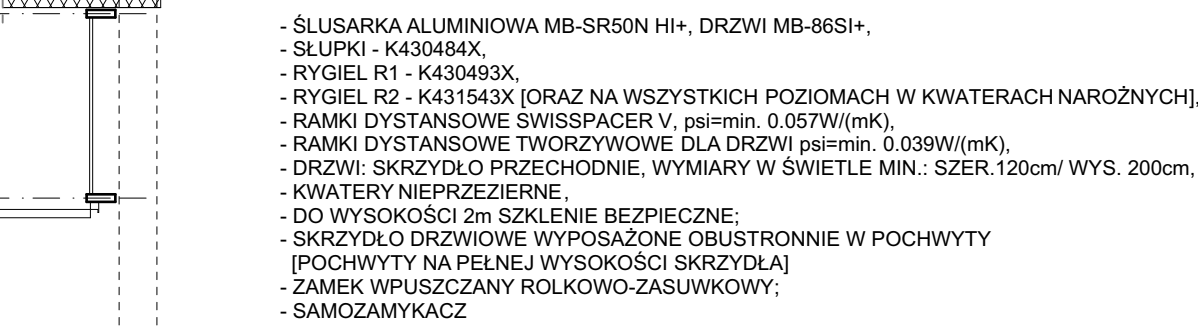 - ŚLUSARKA ALUMINIOWA MB-SR50N HI+, DRZWI MB-86SI+,
- SŁUPKI - K430484X,
- RYGIEL R1 - K430493X,
- RYGIEL R2 - K431543X [ORAZ NA WSZYSTKICH POZIOMACH W KWATERACH NAROŻNYCH],
- RAMKI DYSTANSOWE SWISSPACER V, psi=min. 0.057W/(mK),
- RAMKI DYSTANSOWE TWORZYWOWE DLA DRZWI psi=min. 0.039W/(mK),
- DRZWI: SKRZYDŁO PRZECHODNIE, WYMIARY W ŚWIETLE MIN.: SZER.120cm/ WYS. 200cm,
- KWATERY NIEPRZEZIERNE,
- DO WYSOKOŚCI 2m SZKLENIE BEZPIECZNE;
- SKRZYDŁO DRZWIOWE WYPOSAŻONE OBUSTRONNIE W POCHWYTY
[POCHWYTY NA PEŁNEJ WYSOKOŚCI SKRZYDŁA]
- ZAMEK WPUSZCZANY ROLKOWO-ZASUWKOWY;
- SAMOZAMYKACZ